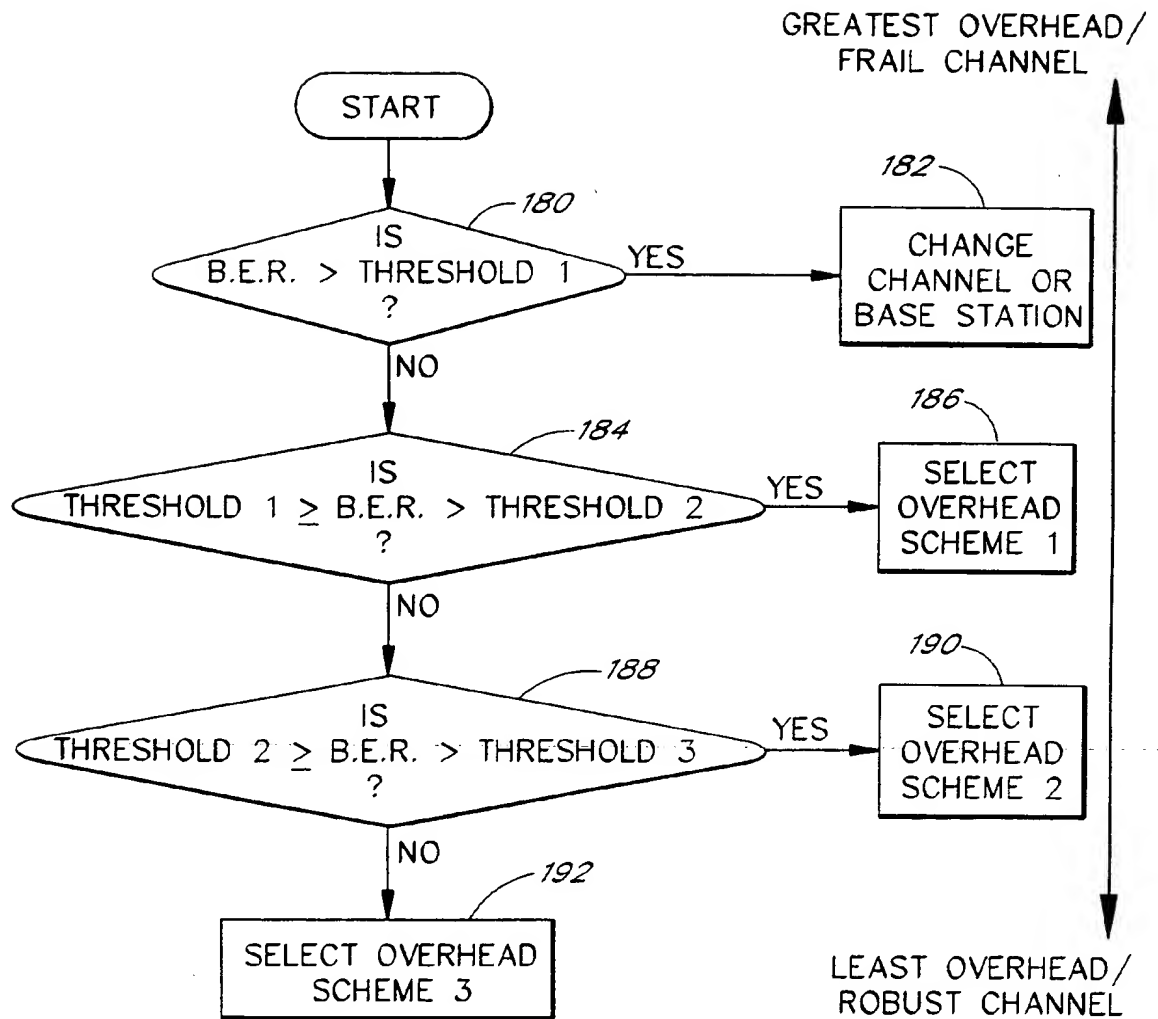 GREATEST OVERHEAD/
FRAIL CHANNEL
START
180
IS
B.E.R. > THRESHOLD 1
?
YES
182
CHANGE
CHANNEL OR
BASE STATION
NO
184
IS
THRESHOLD 1 ≥ B.E.R. > THRESHOLD 2
?
YES
186
SELECT
OVERHEAD
SCHEME 1
NO
188
IS
THRESHOLD 2 ≥ B.E.R. > THRESHOLD 3
?
YES
190
SELECT
OVERHEAD
SCHEME 2
NO
192
SELECT OVERHEAD
SCHEME 3
LEAST OVERHEAD/
ROBUST CHANNEL